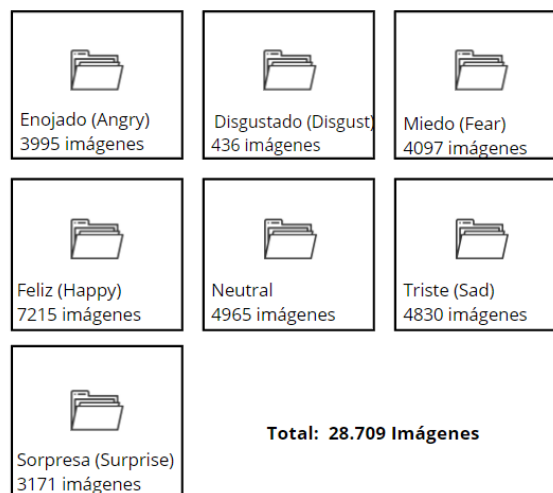 Enojado (Angry)
3995 imágenes
Disgustado (Disgust)
436 imágenes
Miedo (Fear)
4097 imágenes
Feliz (Happy)
7215 imágenes
Neutral
4965 imágenes
Triste (Sad)
4830 imágenes
Sorpresa (Surprise)
3171 imágenes
Total: 28.709 Imágenes